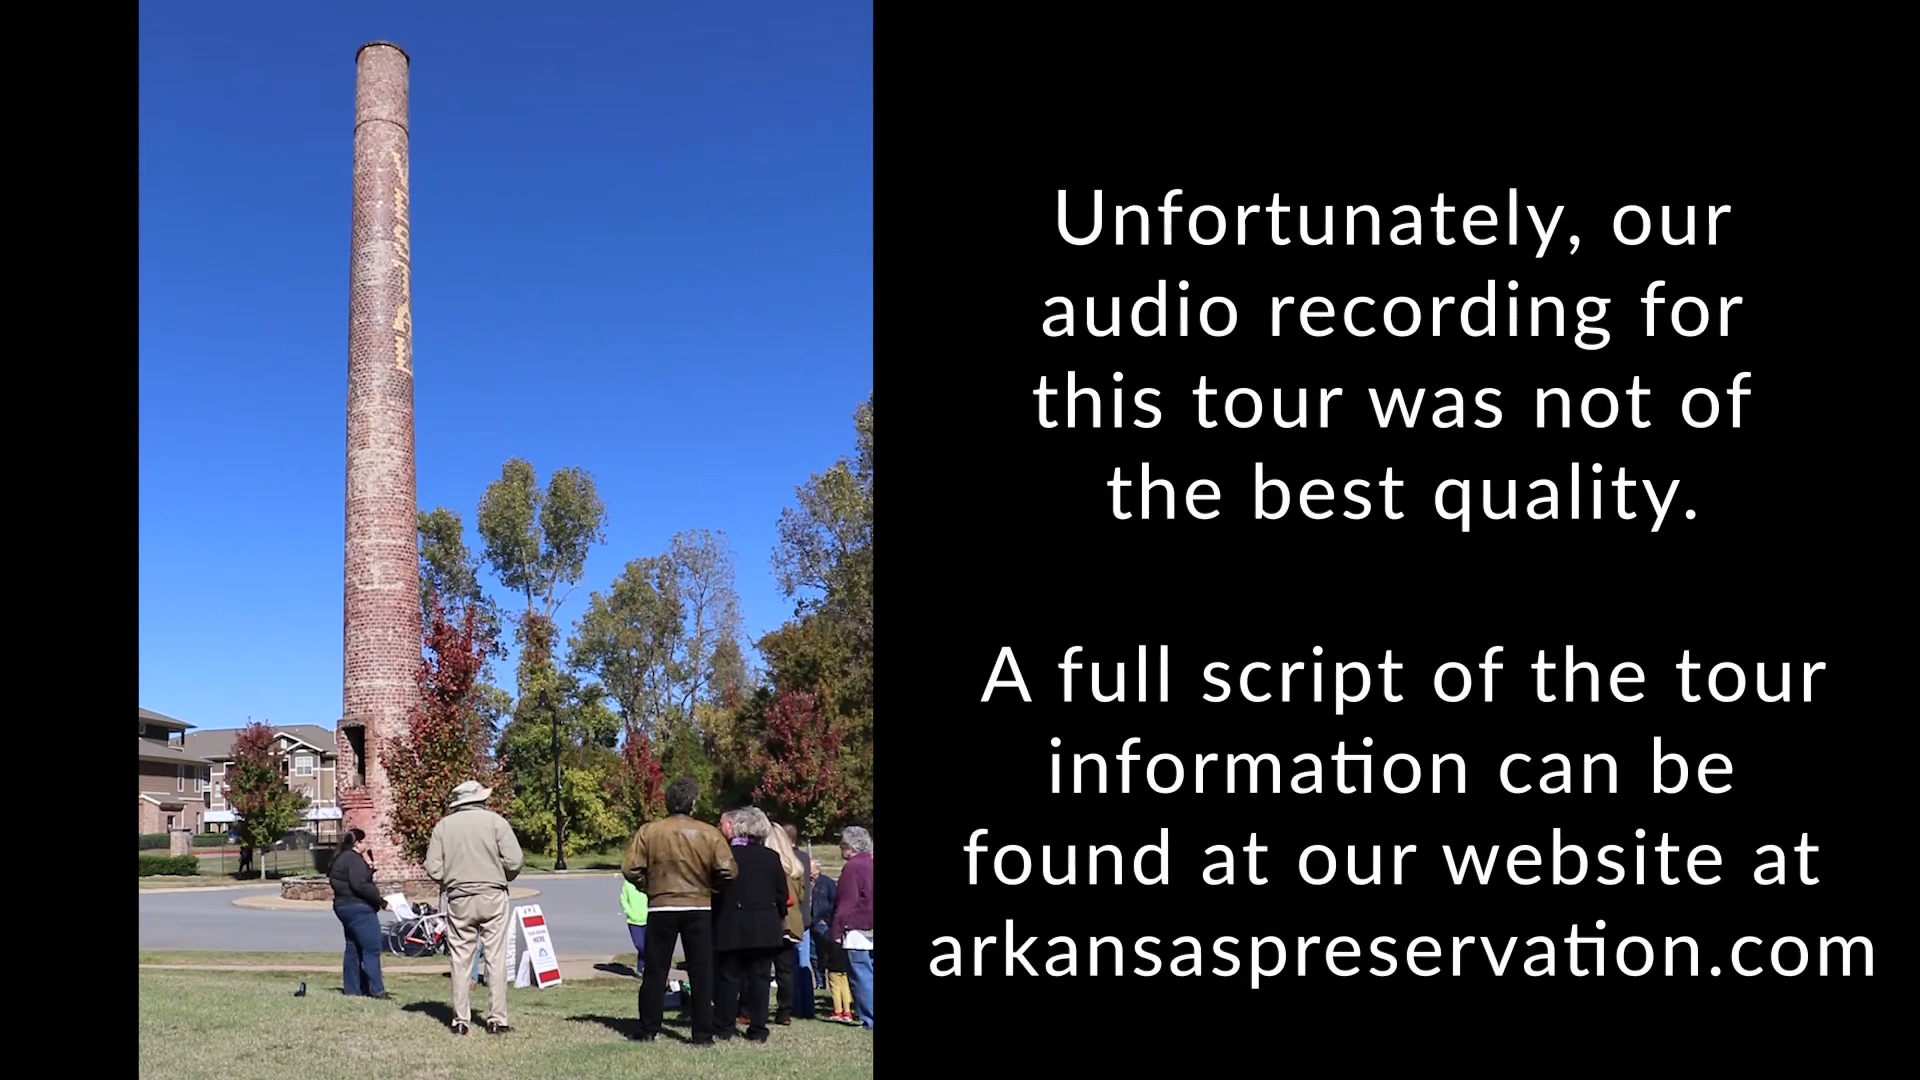 Unfortunately, our
audio recording for
this tour was not of
the best quality.
A full script of the tour
information can be
found at our website at
arkansaspreservation.com
HERE